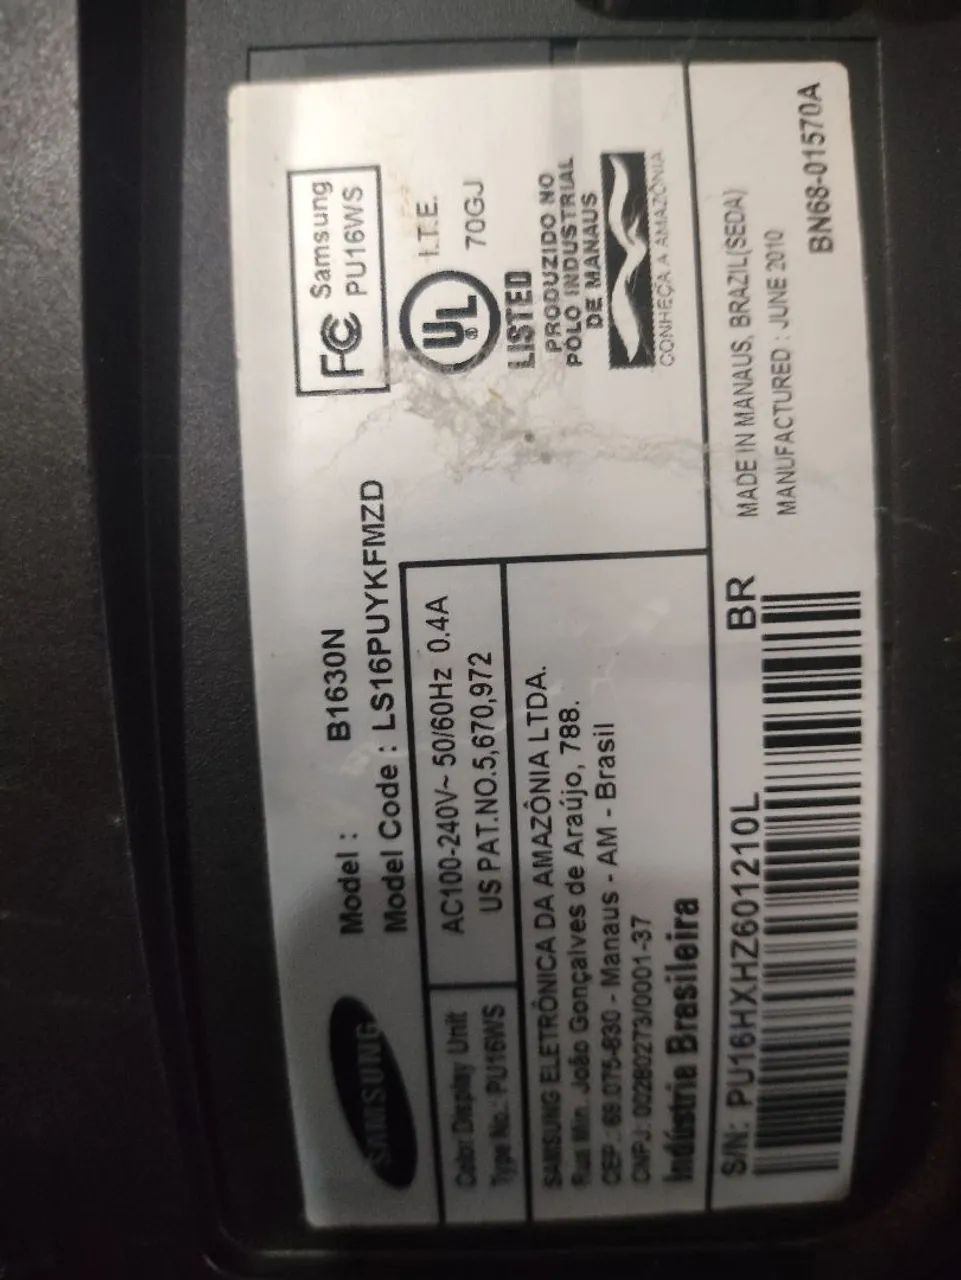 SAMSUNG
Model : B1630N
Model Code : LS16PUYKFMZD
FC Samsung
PU16WS
Color Display Unit
Type No.: PU16WS
AC100-240V~ 50/60Hz 0.4A
US PAT.NO.5,670,972
UL I.T.E.
70GJ
LISTED
SAMSUNG ELETRÔNICA DA AMAZÔNIA LTDA.
Rua Min. João Gonçalves de Araújo, 788.
CEP.: 69.075-830 - Manaus - AM - Brasil
CNPJ: 00280273/0001-37
Indústria Brasileira
PRODUZIDO NO
PÓLO INDUSTRIAL
DE MANAUS
CONHEÇA A AMAZÔNIA
S/N: PU16HXHZ601210L BR
MADE IN MANAUS, BRAZIL(SEDA)
MANUFACTURED : JUNE 2010
BN68-01570A